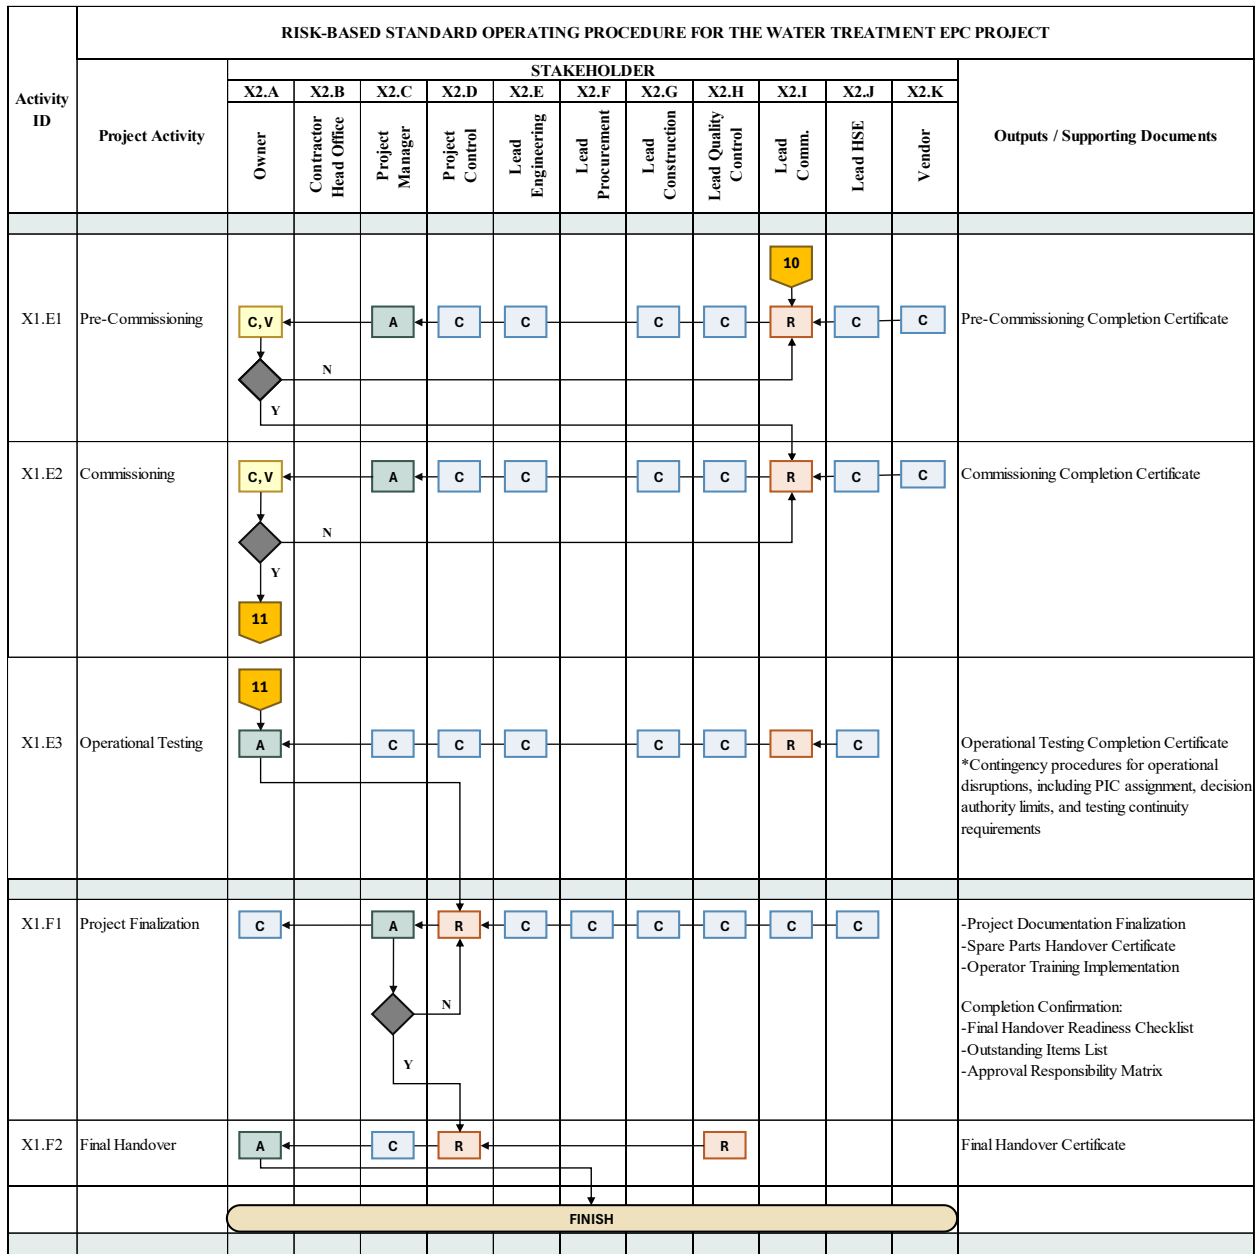 RISK-BASED STANDARD OPERATING PROCEDURE FOR THE WATER TREATMENT EPC PROJECT
Activity ID
Project Activity
STAKEHOLDER
Outputs / Supporting Documents
X2.A X2.B X2.C X2.D X2.E X2.F X2.G X2.H X2.I X2.J X2.K
Owner
Contractor Head Office
Project Manager
Project Control
Lead Engineering
Lead Procurement
Lead Construction
Lead Quality Control
Lead Comm.
Lead HSE
Vendor
10
X1.E1 Pre-Commissioning C,V A C C C C R C C Pre-Commissioning Completion Certificate
N
Y
X1.E2 Commissioning C,V A C C C C R C C Commissioning Completion Certificate
N
Y
11
11
X1.E3 Operational Testing A C C C C C R C Operational Testing Completion Certificate
*Contingency procedures for operational
disruptions, including PIC assignment, decision
authority limits, and testing continuity
requirements
X1.F1 Project Finalization C A R C C C C C C -Project Documentation Finalization
-Spare Parts Handover Certificate
-Operator Training Implementation
N
Completion Confirmation:
-Final Handover Readiness Checklist
-Outstanding Items List
Y
-Approval Responsibility Matrix
X1.F2 Final Handover A C R R Final Handover Certificate
FINISH